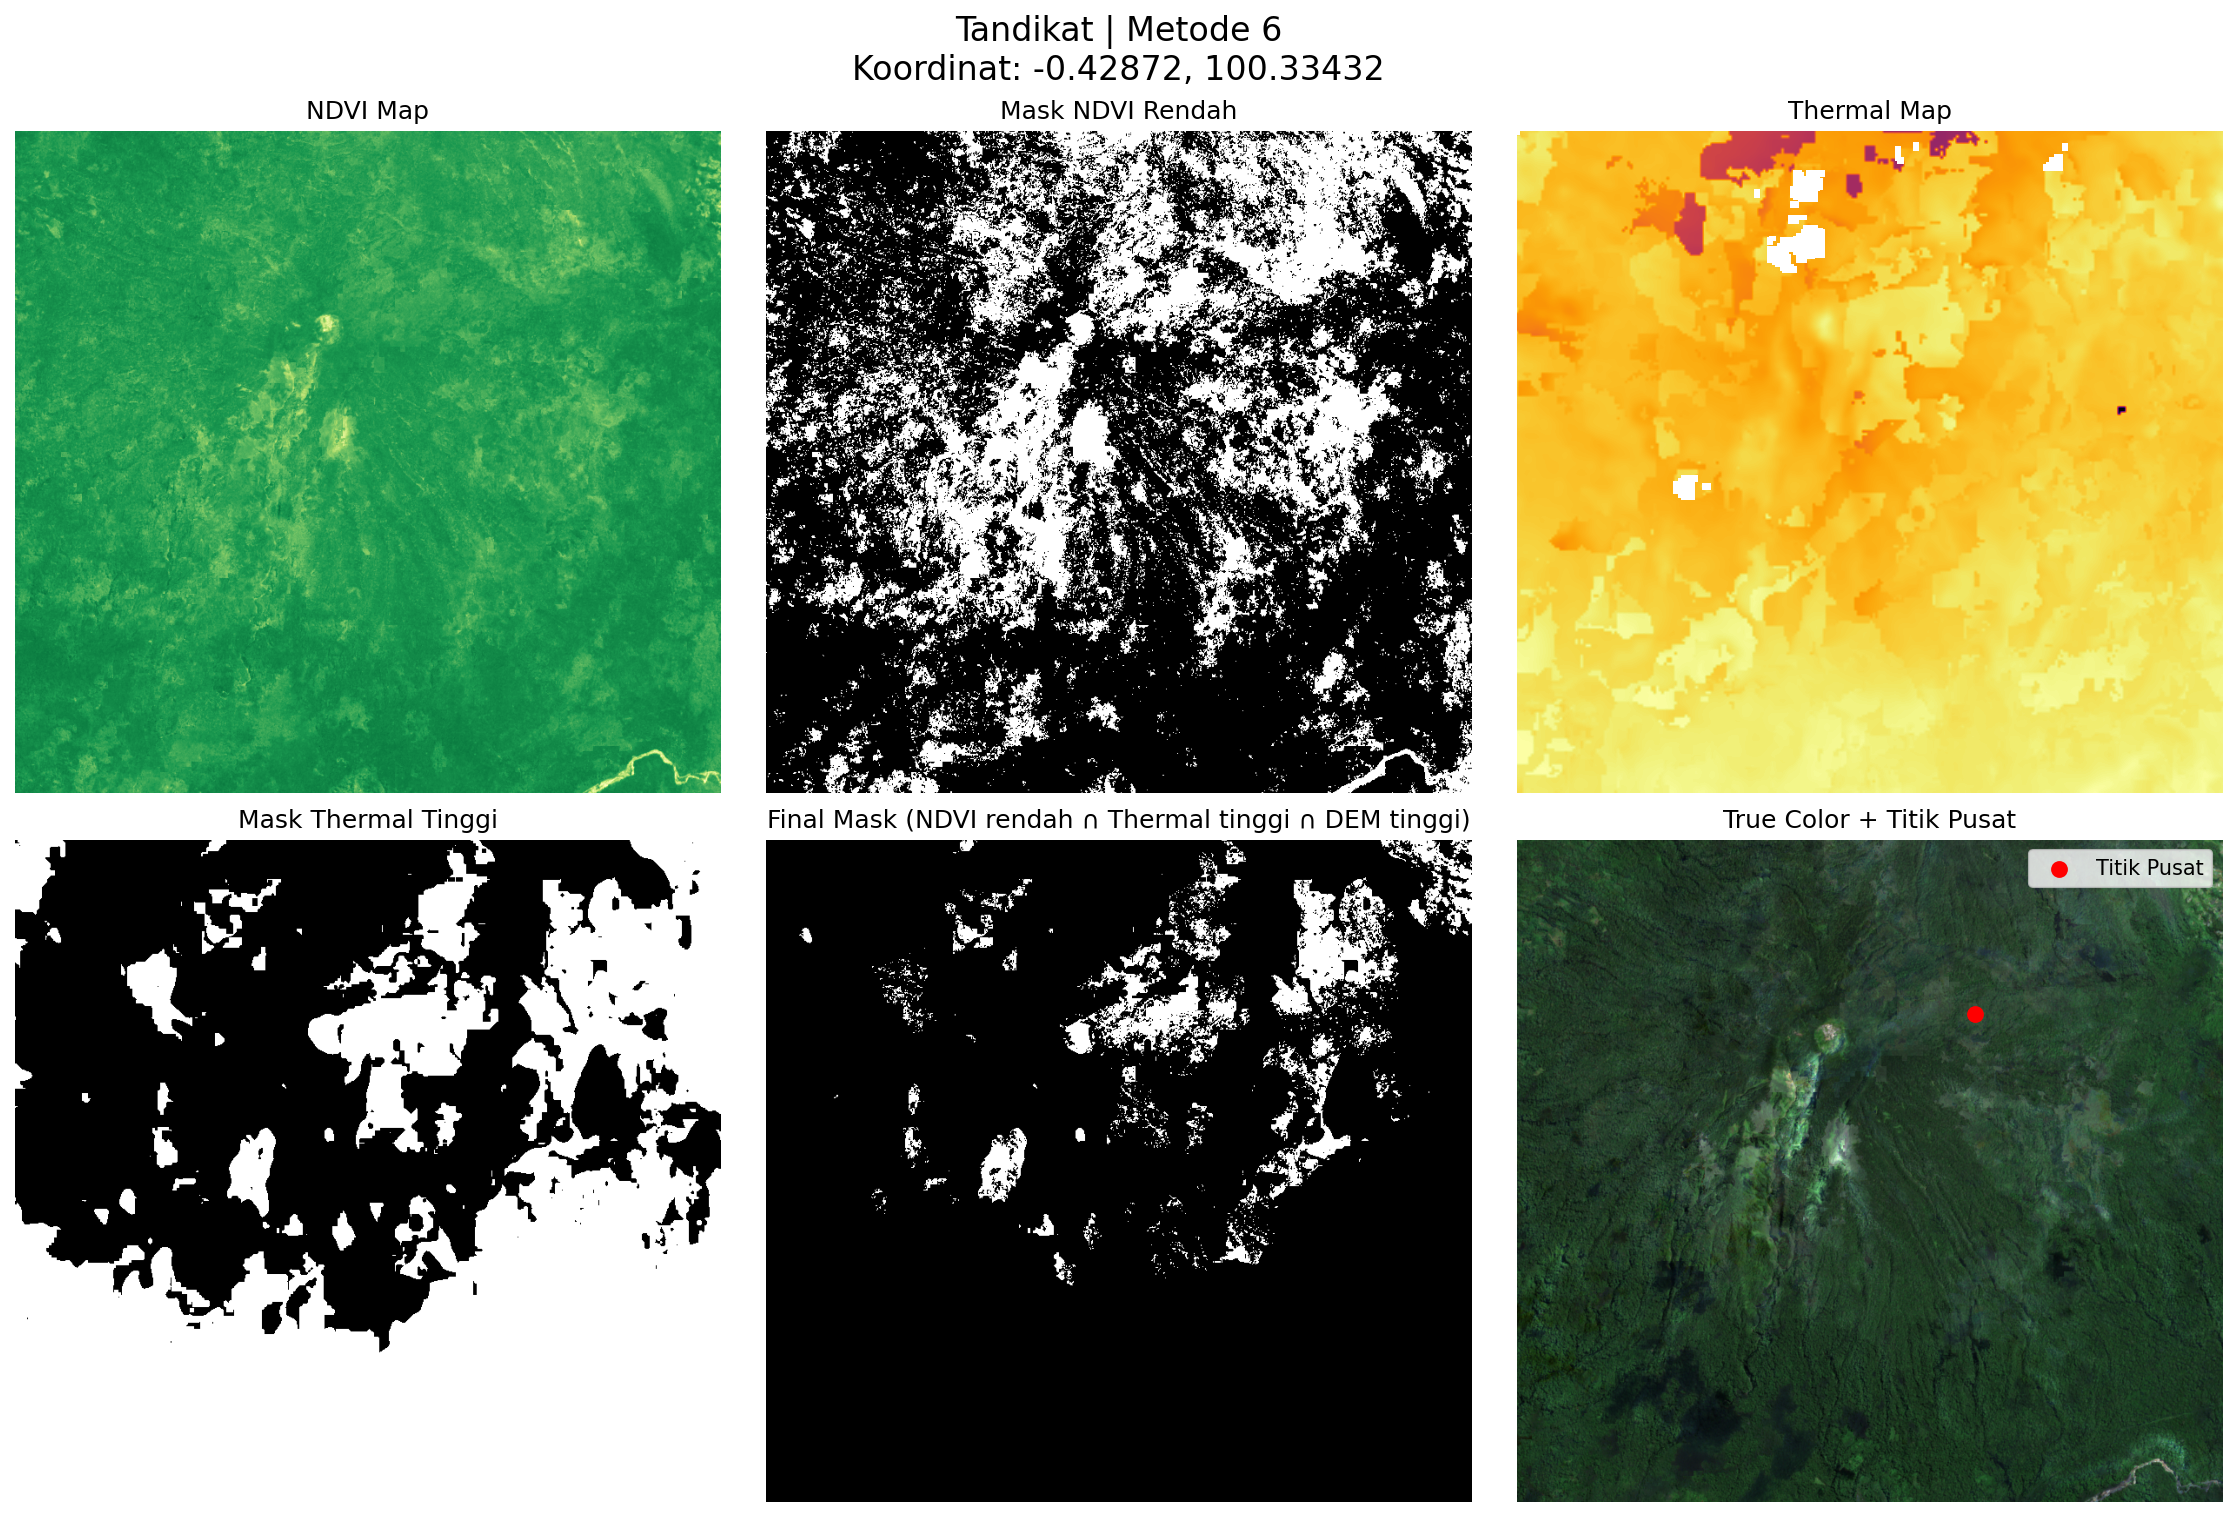 Tandikat | Metode 6
Koordinat: -0.42872, 100.33432
NDVI Map
Mask NDVI Rendah
Thermal Map
Mask Thermal Tinggi
Final Mask (NDVI rendah ∩ Thermal tinggi ∩ DEM tinggi)
True Color + Titik Pusat
Titik Pusat